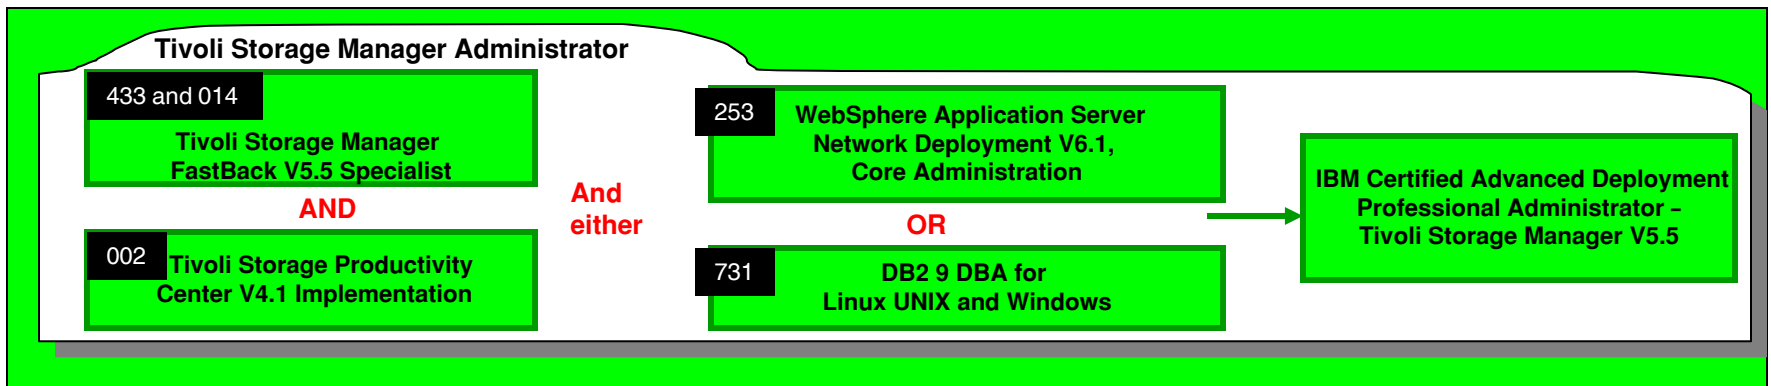 Tivoli Storage Manager Administrator
433 and 014
Tivoli Storage Manager
FastBack V5.5 Specialist
AND
002
Tivoli Storage Productivity
Center V4.1 Implementation
And
either
253
WebSphere Application Server
Network Deployment V6.1,
Core Administration
OR
731
DB2 9 DBA for
Linux UNIX and Windows
IBM Certified Advanced Deployment
Professional Administrator –
Tivoli Storage Manager V5.5